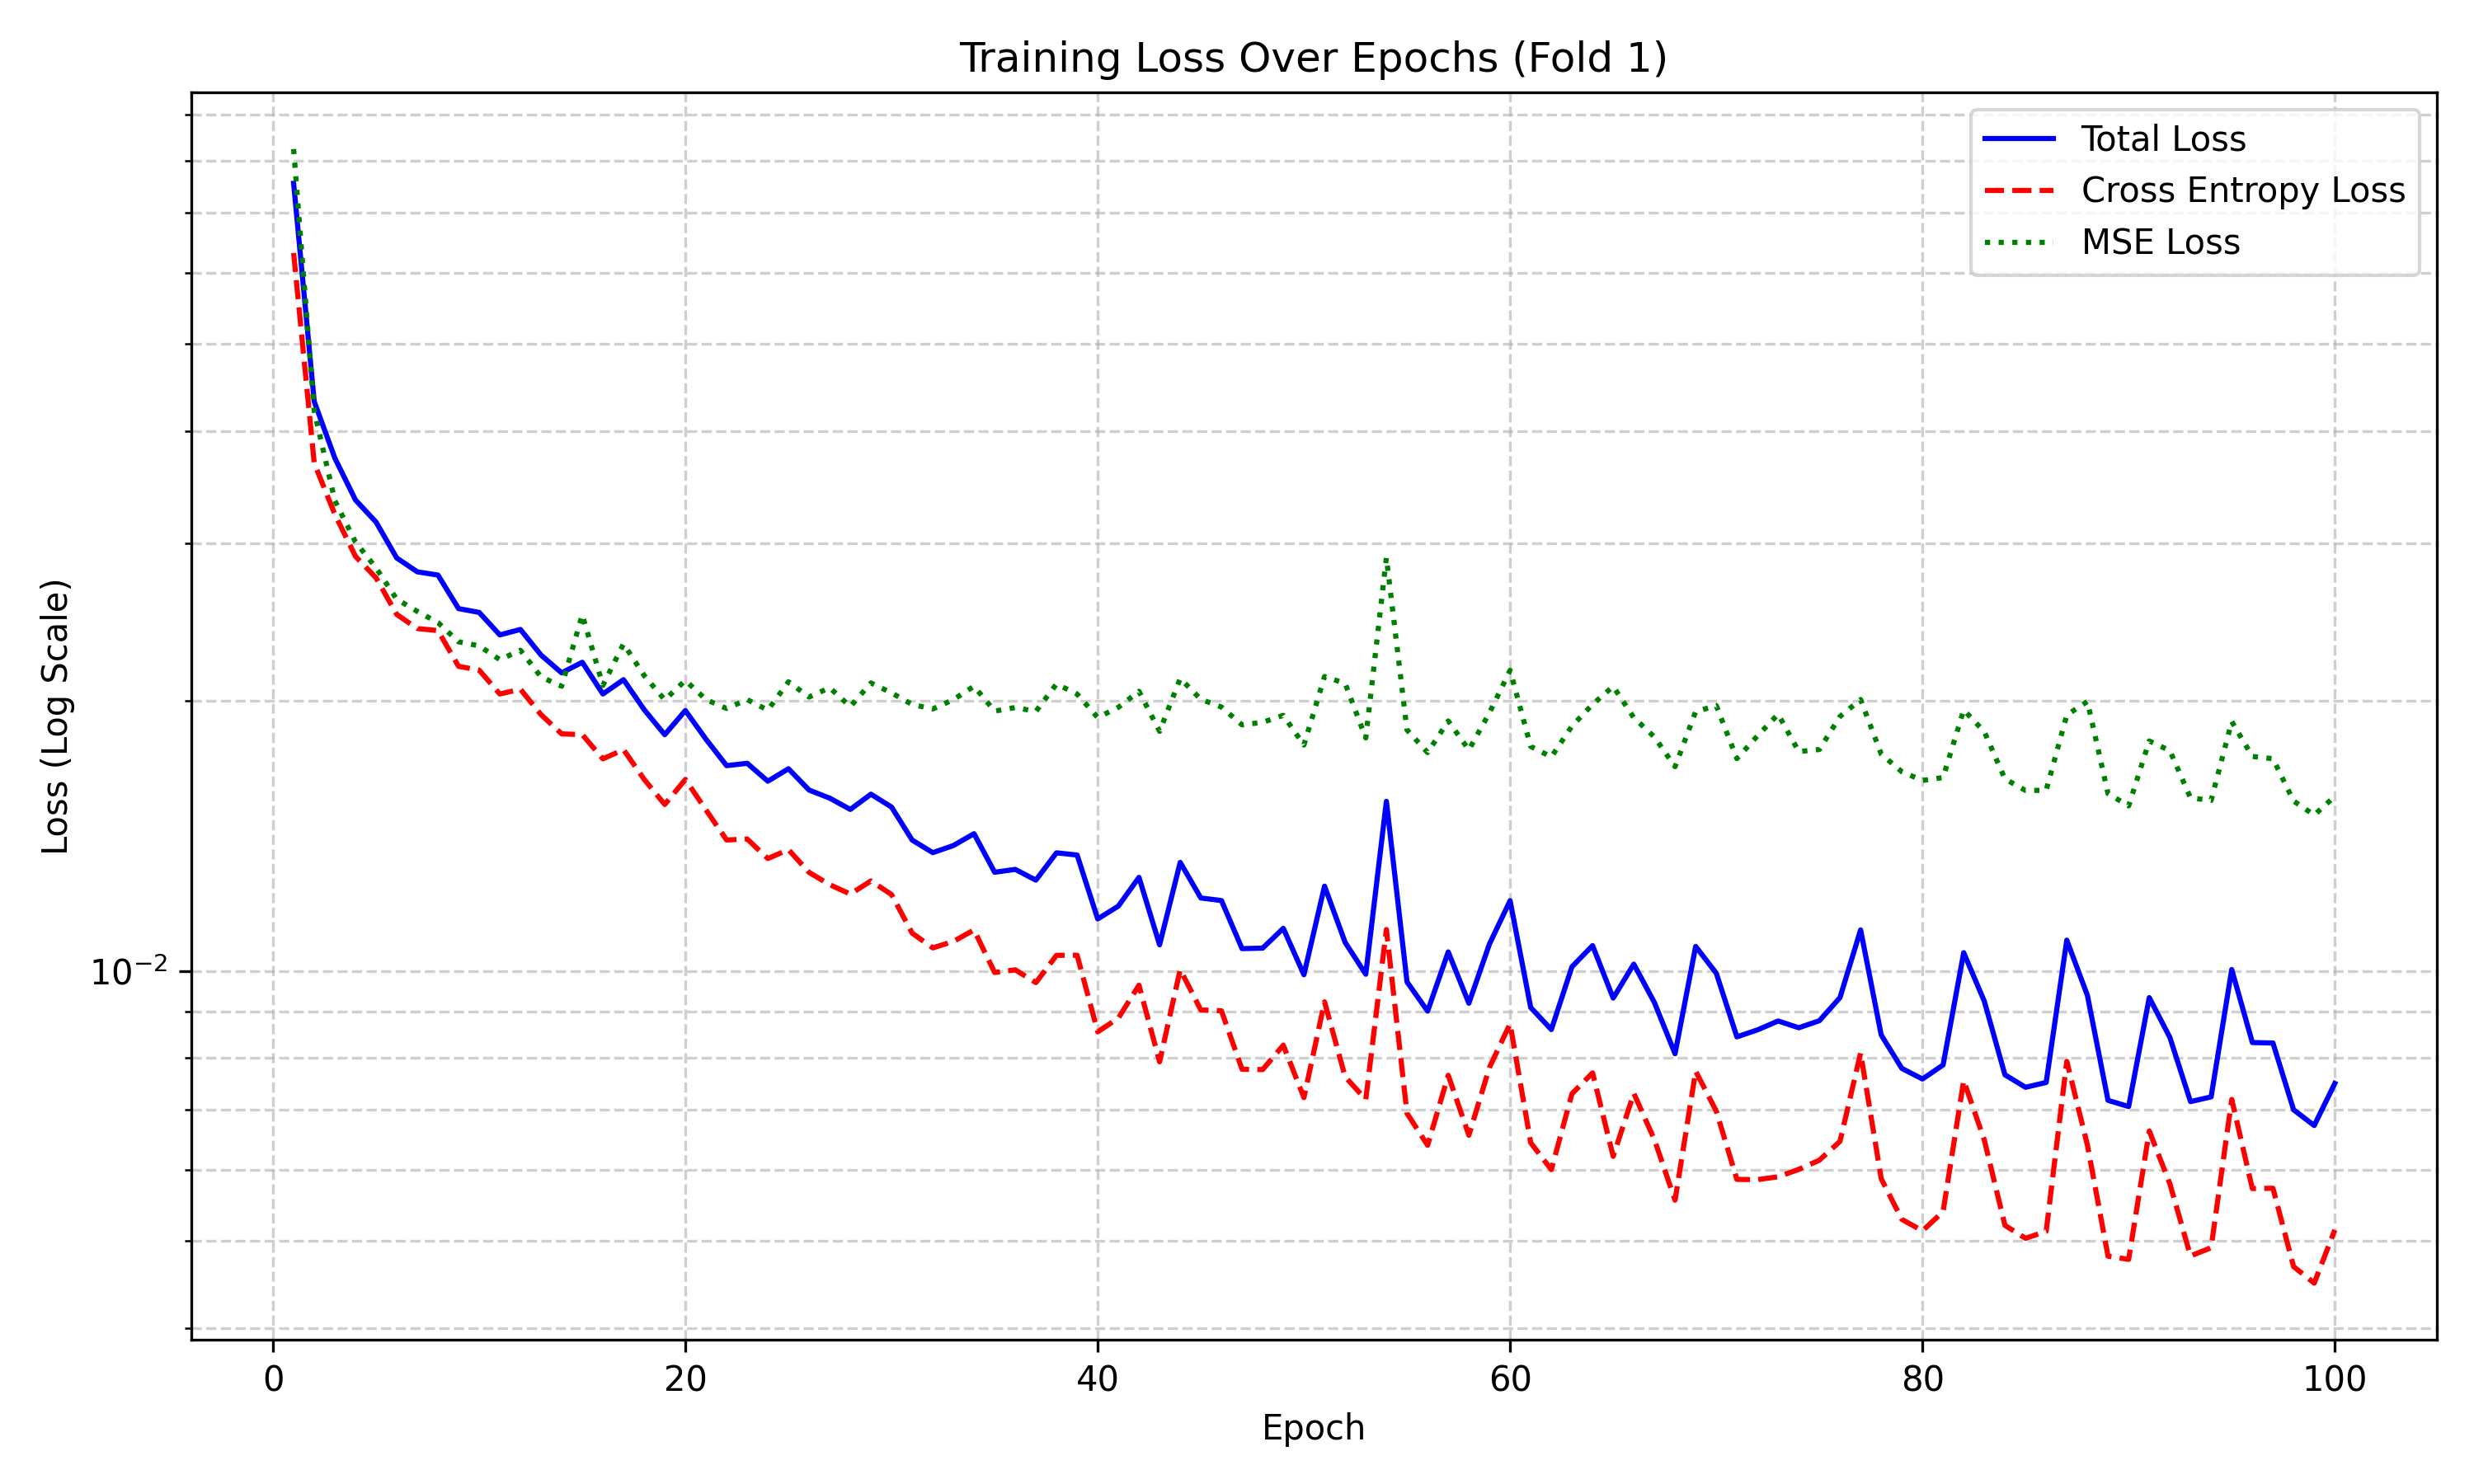 Training Loss Over Epochs (Fold 1)
Total Loss
Cross Entropy Loss
MSE Loss
Loss (Log Scale)
10⁻²
0 20 40 60 80 100
Epoch